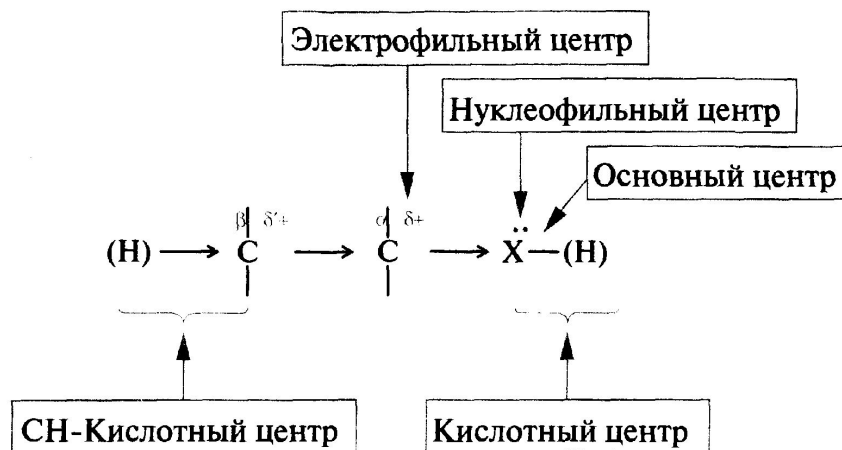 Электрофильный центр
Нуклеофильный центр
Основный центр
β δ'+ α δ+
(H) → C → C → Ẍ—(H)
CH-Кислотный центр
Кислотный центр